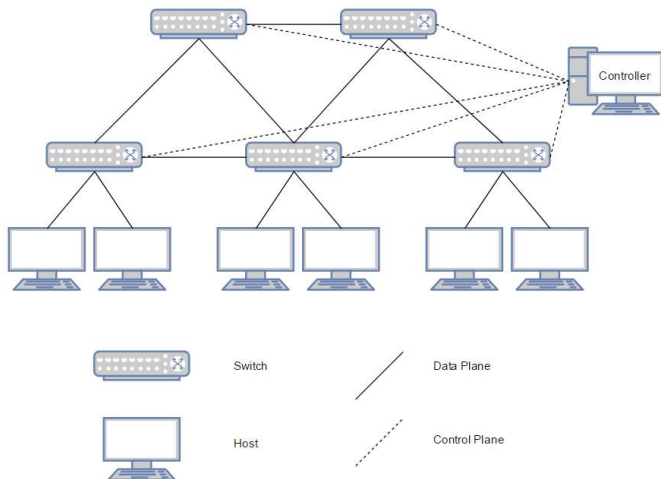 Controller
Switch
Data Plane
Host
Control Plane